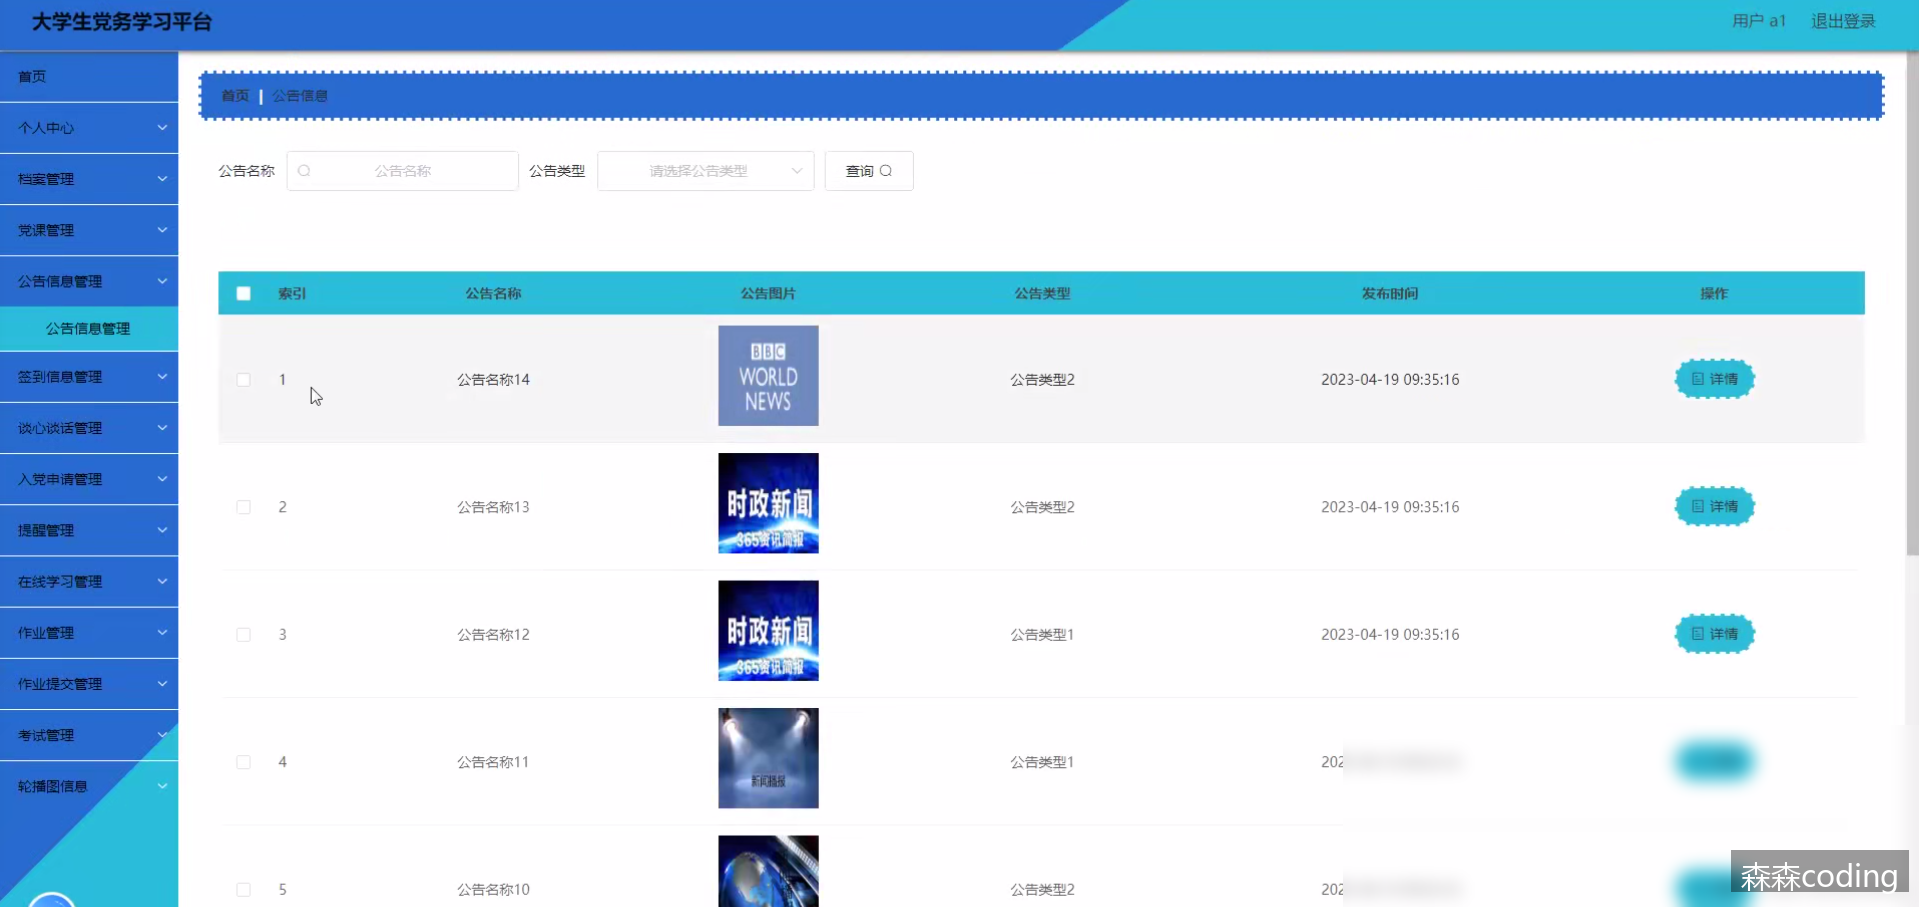 大学生党务学习平台
用户 a1 退出登录
首页
个人中心
档案管理
党课管理
公告信息管理
公告信息管理
签到信息管理
谈心谈话管理
入党申请管理
提醒管理
在线学习管理
作业管理
作业提交管理
考试管理
轮播图信息
首页 | 公告信息
公告名称 公告名称 公告类型 请选择公告类型 查询
索引 公告名称 公告图片 公告类型 发布时间 操作
1 公告名称14 公告类型2 2023-04-19 09:35:16 详情
BBC
WORLD
NEWS
2 公告名称13 公告类型2 2023-04-19 09:35:16 详情
时政新闻
365资讯简报
3 公告名称12 公告类型1 2023-04-19 09:35:16 详情
时政新闻
365资讯简报
4 公告名称11 公告类型1 202
新闻播报
5 公告名称10 公告类型2 202
森森coding